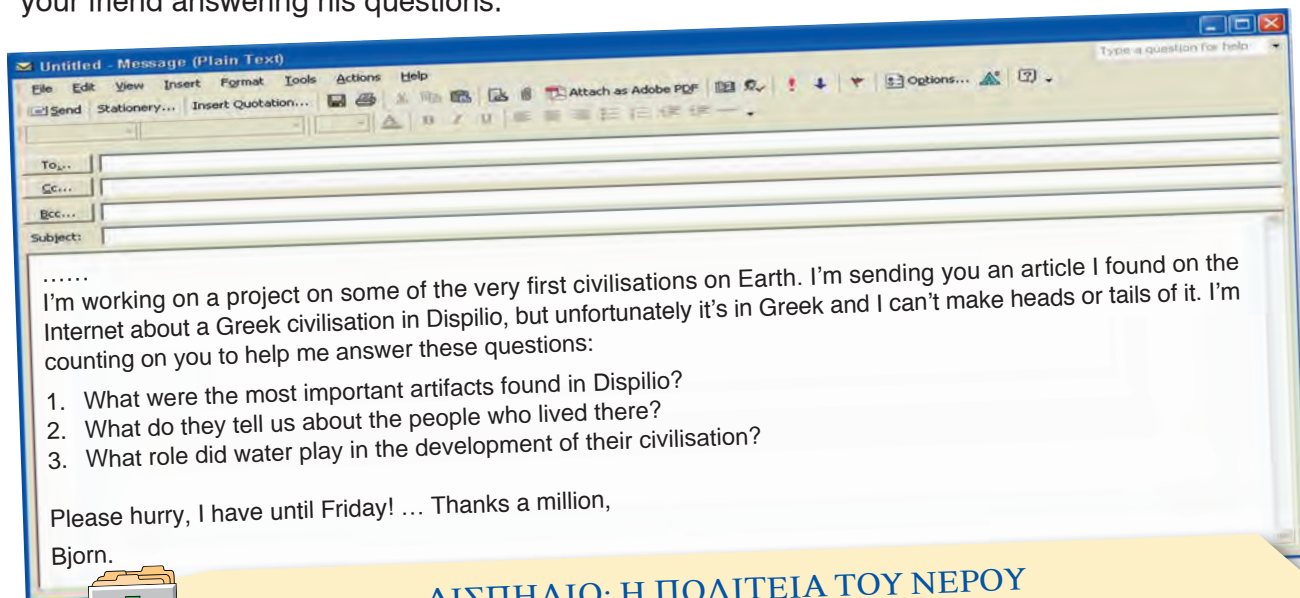 your friend answering his questions.
Untitled - Message (Plain Text)
Type a question for help
File Edit View Insert Format Tools Actions Help
Send Stationery... Insert Quotation... Attach as Adobe PDF Options...
A B I U
To...
Cc...
Bcc...
Subject:
......
I'm working on a project on some of the very first civilisations on Earth. I'm sending you an article I found on the
Internet about a Greek civilisation in Dispilio, but unfortunately it's in Greek and I can't make heads or tails of it. I'm
counting on you to help me answer these questions:
1. What were the most important artifacts found in Dispilio?
2. What do they tell us about the people who lived there?
3. What role did water play in the development of their civilisation?
Please hurry, I have until Friday! … Thanks a million,
Bjorn.
ΔΙΣΠΗΛΙΟ: Η ΠΟΛΙΤΕΙΑ ΤΟΥ ΝΕΡΟΥ